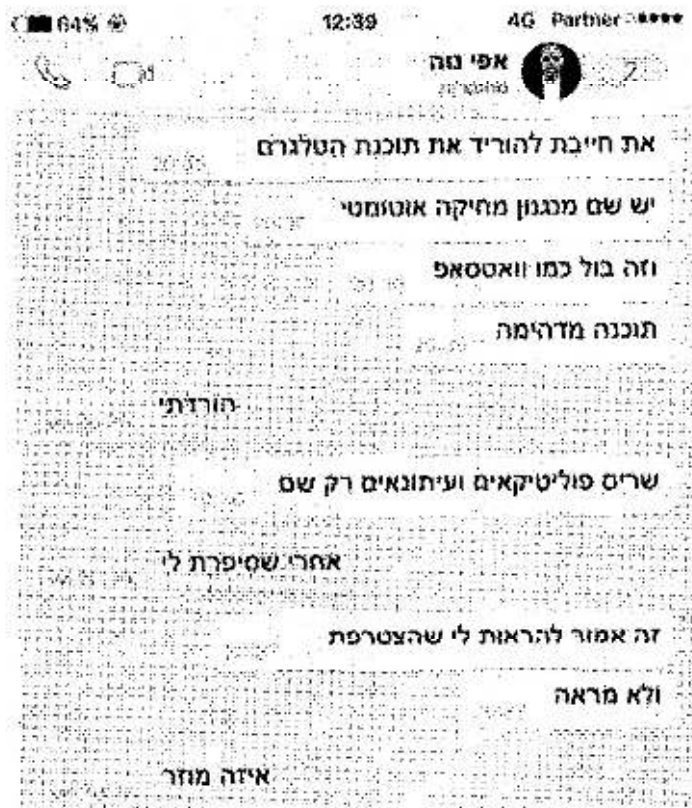 64% 12:39 4G Partner
אפי נוה
את חייבת להוריד את תוכנת הטלגרם
יש שם מנגנון מחיקה אוטומטי
וזה בול כמו וואטסאפ
תוכנה מדהימה
הורדתי
שרים פוליטיקאים ועיתונאים רק שם
אחרי שסיפרת לי
זה אמור להראות לי שהצטרפת
ולא מראה
איזה מוזר